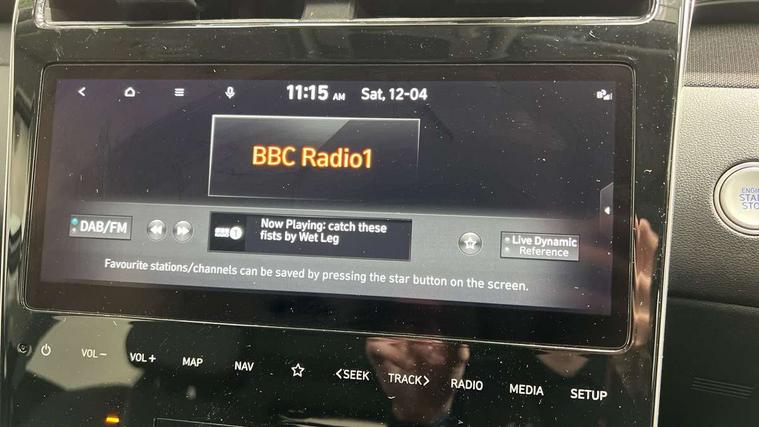 11:15 AM Sat, 12-04
BBC Radio1
DAB/FM
Now Playing: catch these
fists by Wet Leg
Live Dynamic
Reference
Favourite stations/channels can be saved by pressing the star button on the screen.
VOL−
VOL+
MAP
NAV
<SEEK
TRACK>
RADIO
MEDIA
SETUP